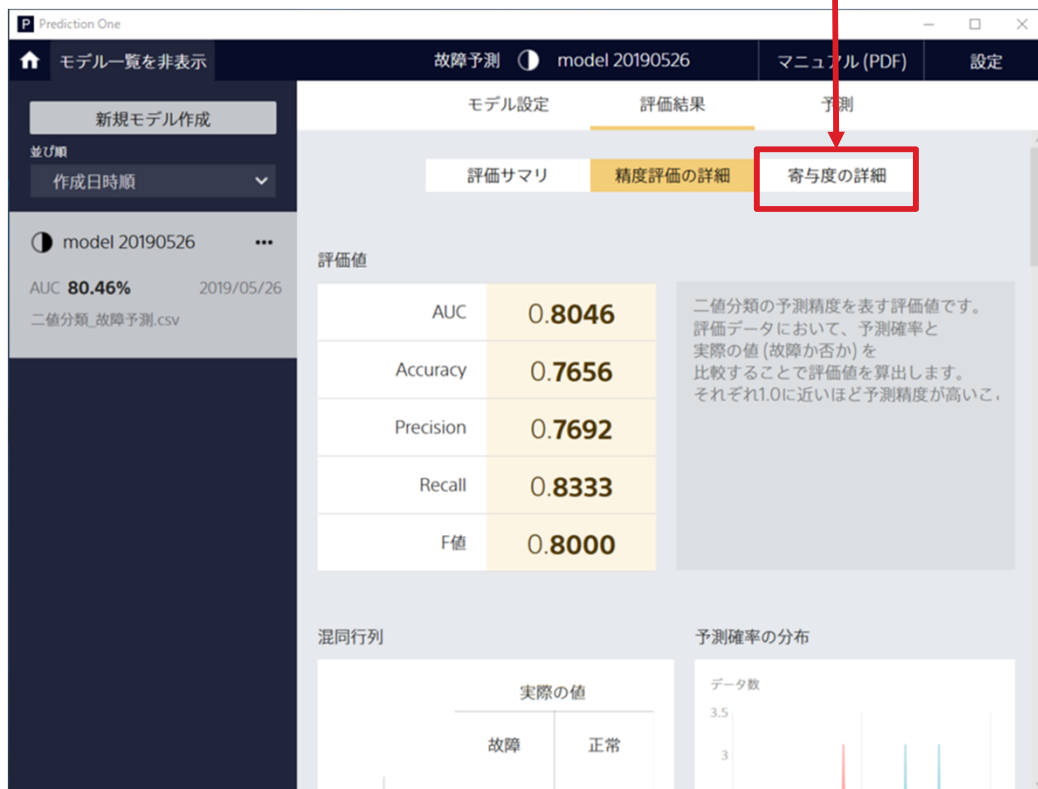 P Prediction One
モデル一覧を非表示
故障予測 model 20190526
マニュアル (PDF)
設定
新規モデル作成
並び順
作成日時順
model 20190526 •••
AUC 80.46% 2019/05/26
二値分類_故障予測.csv
モデル設定 評価結果 予測
評価サマリ 精度評価の詳細 寄与度の詳細
評価値
AUC 0.8046
Accuracy 0.7656
Precision 0.7692
Recall 0.8333
F値 0.8000
二値分類の予測精度を表す評価値です。
評価データにおいて、予測確率と
実際の値 (故障か否か) を
比較することで評価値を算出します。
それぞれ1.0に近いほど予測精度が高いこ
混同行列
実際の値
故障 正常
予測確率の分布
データ数
3.5
3